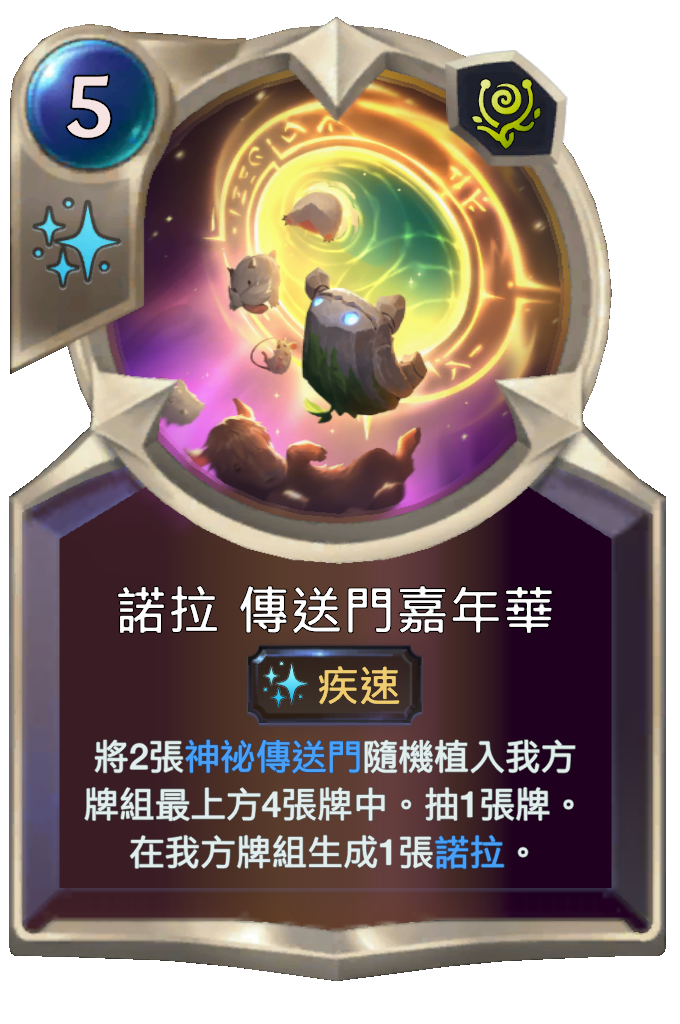 5
諾拉 傳送門嘉年華
疾速
將2張神祕傳送門隨機植入我方
牌組最上方4張牌中。抽1張牌。
在我方牌組生成1張諾拉。